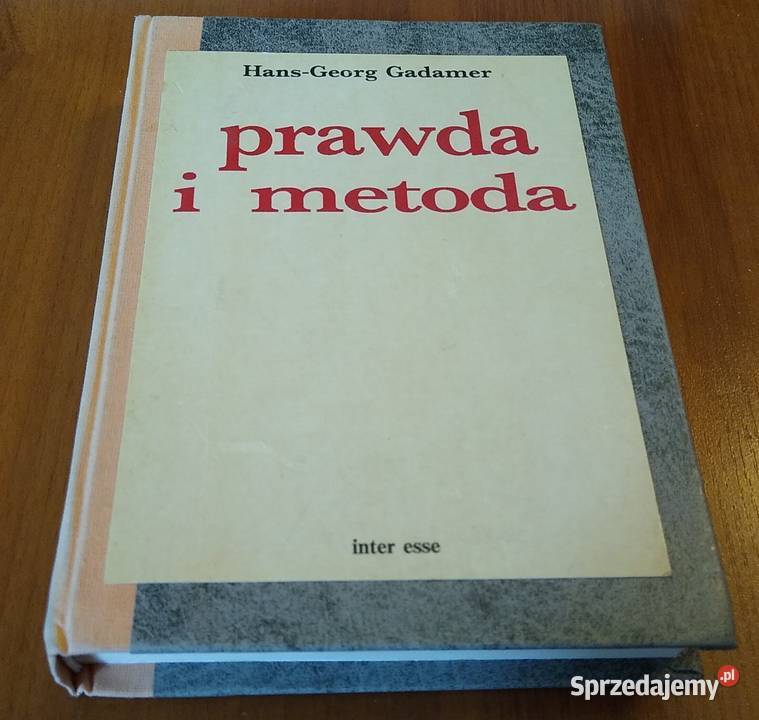 Hans-Georg Gadamer
prawda
i metoda
inter esse
Sprzedajemy.pl